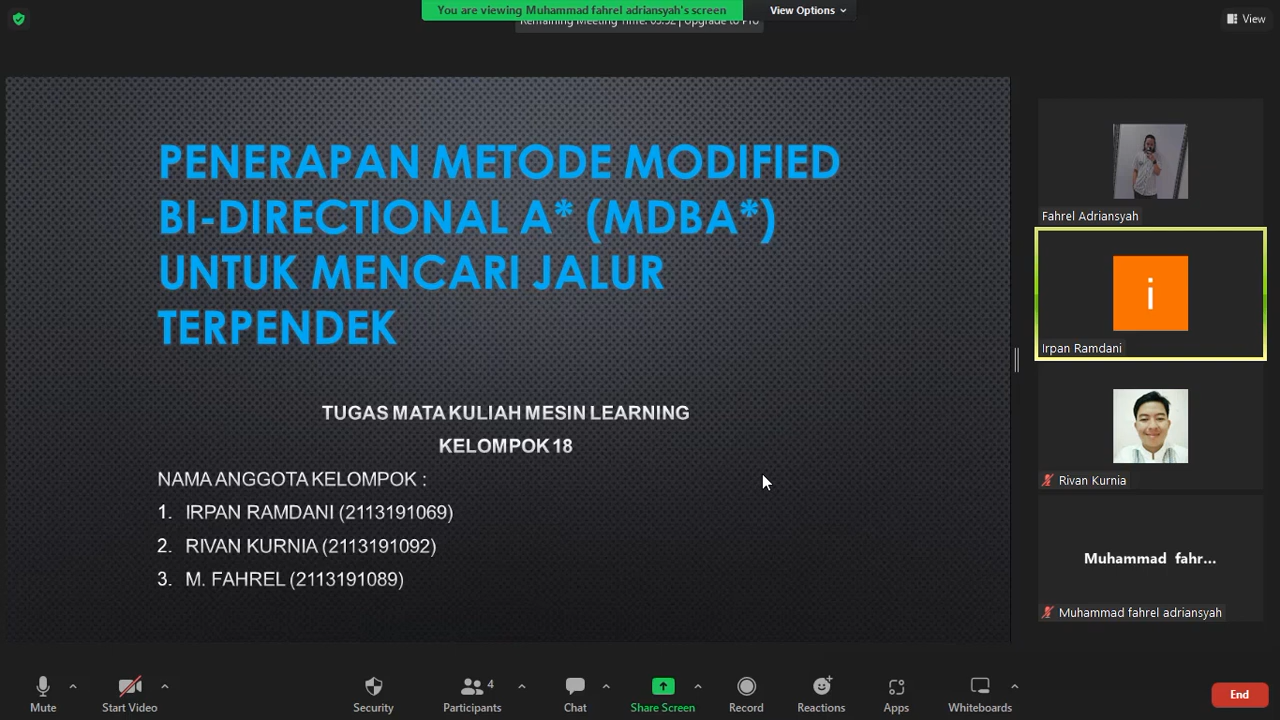 You are viewing Muhammad fahrel adriansyah's screen
View Options
Remaining Meeting Time: 05:52 | Upgrade to Pro
View
PENERAPAN METODE MODIFIED
BI-DIRECTIONAL A* (MDBA*)
UNTUK MENCARI JALUR
TERPENDEK
TUGAS MATA KULIAH MESIN LEARNING
KELOMPOK 18
NAMA ANGGOTA KELOMPOK :
1. IRPAN RAMDANI (2113191069)
2. RIVAN KURNIA (2113191092)
3. M. FAHREL (2113191089)
Fahrel Adriansyah
i
Irpan Ramdani
Rivan Kurnia
Muhammad fahr...
Muhammad fahrel adriansyah
Mute
Start Video
Security
4
Participants
Chat
Share Screen
Record
Reactions
Apps
Whiteboards
End